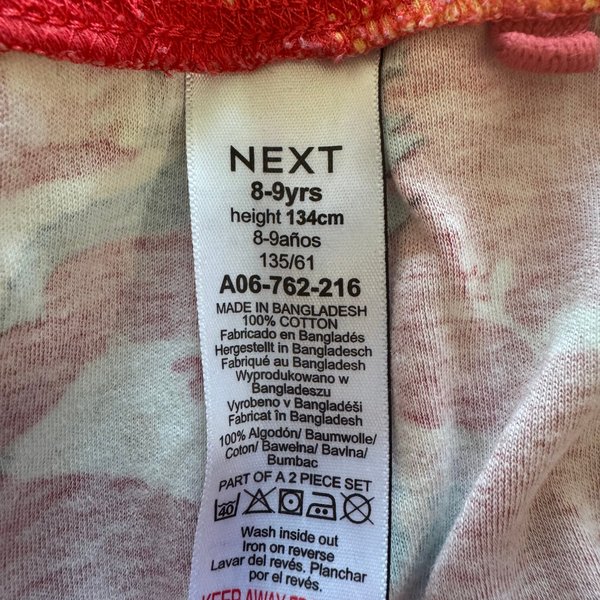 NEXT
8-9yrs
height 134cm
8-9años
135/61
A06-762-216
MADE IN BANGLADESH
100% COTTON
Fabricado en Bangladés
Hergestellt in Bangladesch
Fabriqué au Bangladesh
Wyprodukowano w
Bangladeszu
Vyrobeno v Bangladéši
Fabricat în Bangladesh
100% Algodón/ Baumwolle/
Coton/ Bawełna/ Bavlna/
Bumbac
PART OF A 2 PIECE SET
40
Wash inside out
Iron on reverse
Lavar del revés. Planchar
por el revés.
KEEP AWAY